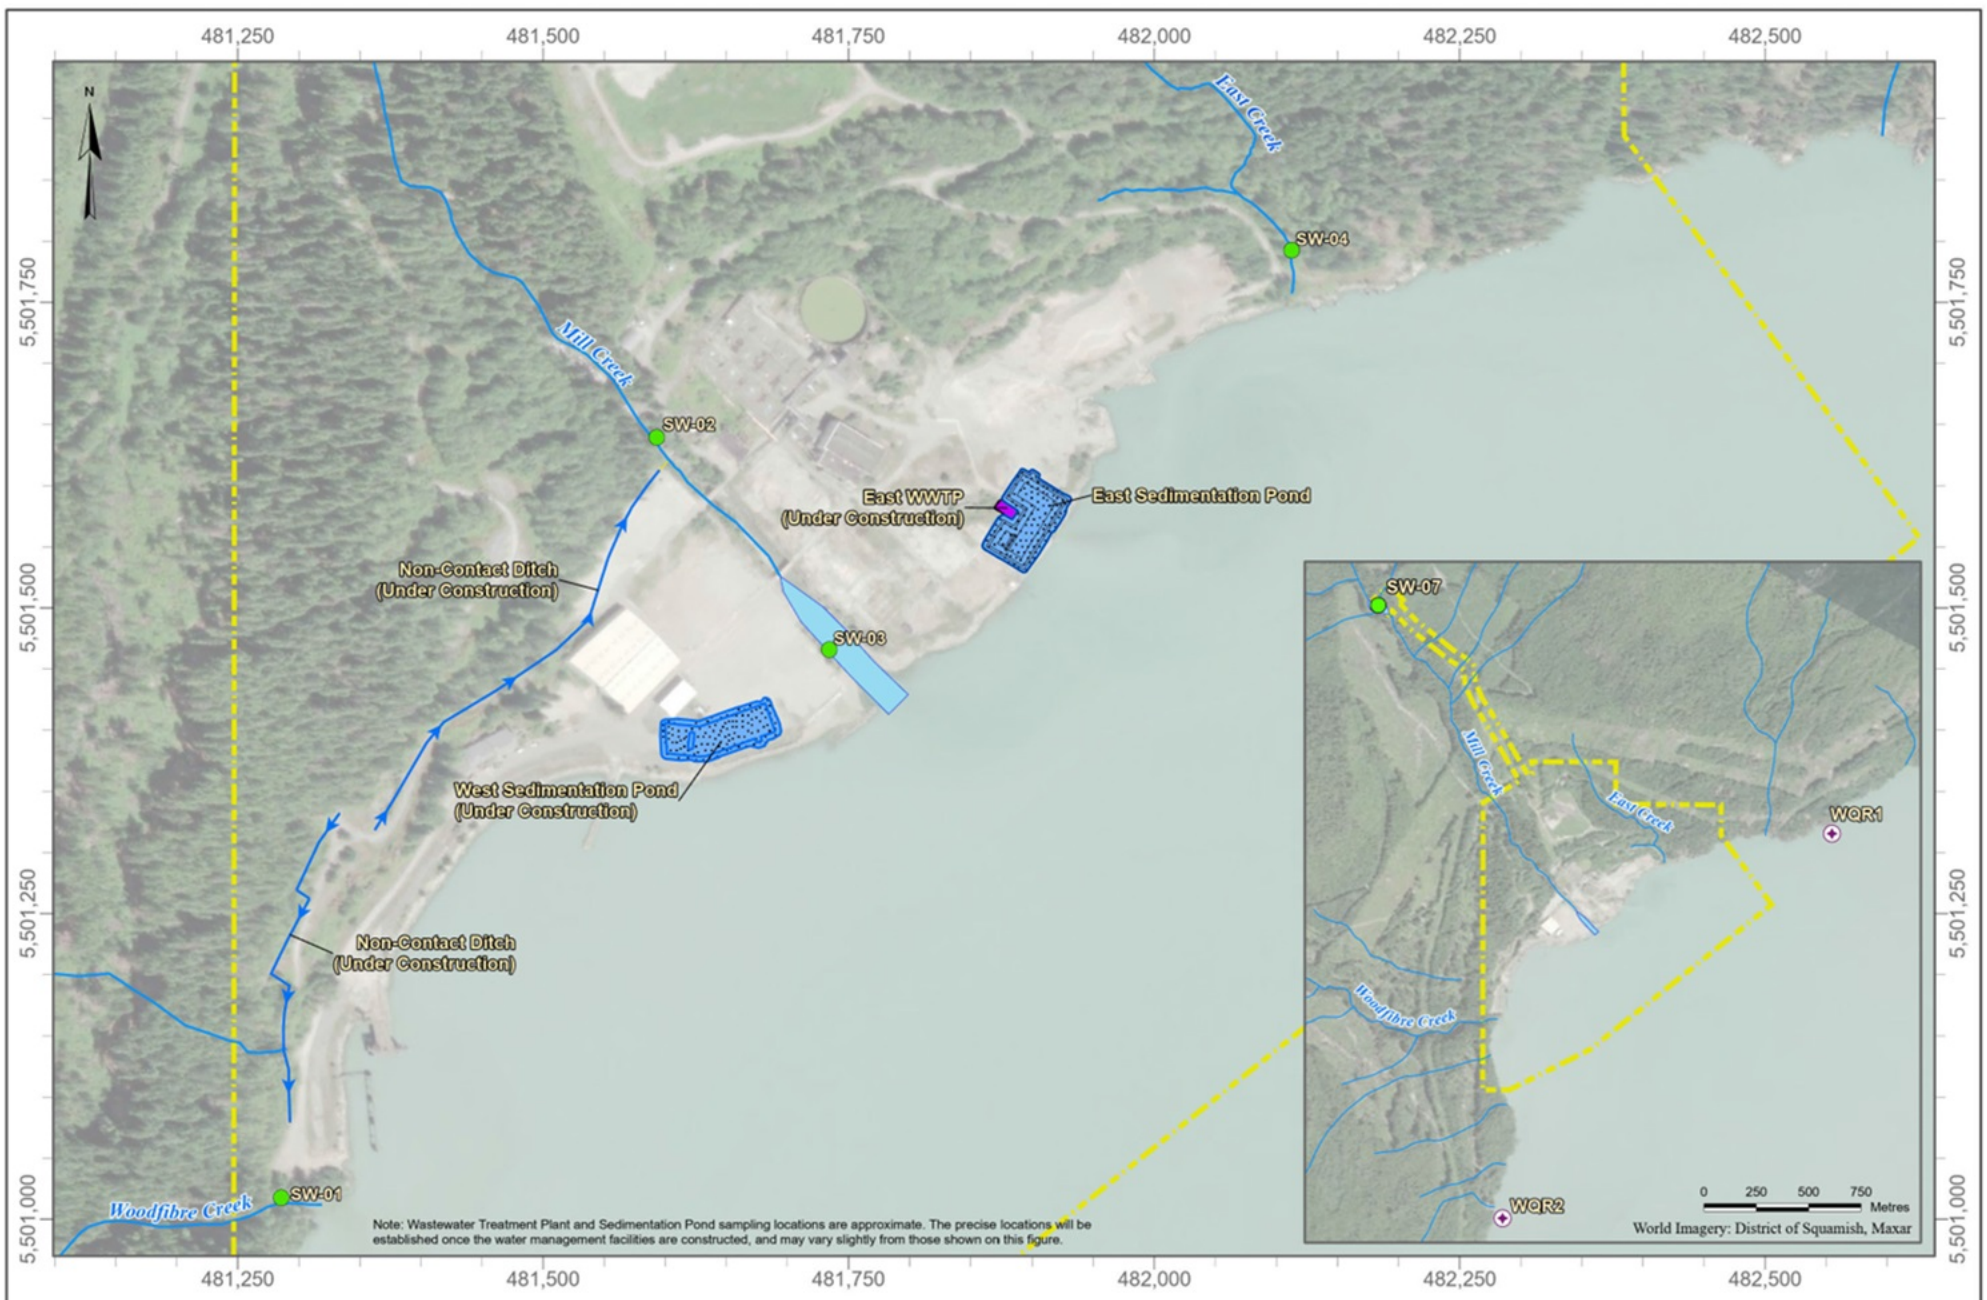 481,250
481,500
481,750
482,000
482,250
482,500
N
East Creek
SW-04
5,501,750
5,501,750
Mill Creek
SW-02
East WWTP
(Under Construction)
East Sedimentation Pond
Non-Contact Ditch
(Under Construction)
5,501,500
5,501,500
SW-03
SW-07
West Sedimentation Pond
(Under Construction)
Mill Creek
East Creek
WQR1
5,501,250
5,501,250
Non-Contact Ditch
(Under Construction)
Woodfibre Creek
SW-01
Woodfibre Creek
5,501,000
5,501,000
WQR2
0 250 500 750
Metres
World Imagery: District of Squamish, Maxar
Note: Wastewater Treatment Plant and Sedimentation Pond sampling locations are approximate. The precise locations will be
established once the water management facilities are constructed, and may vary slightly from those shown on this figure.
481,250
481,500
481,750
482,000
482,250
482,500